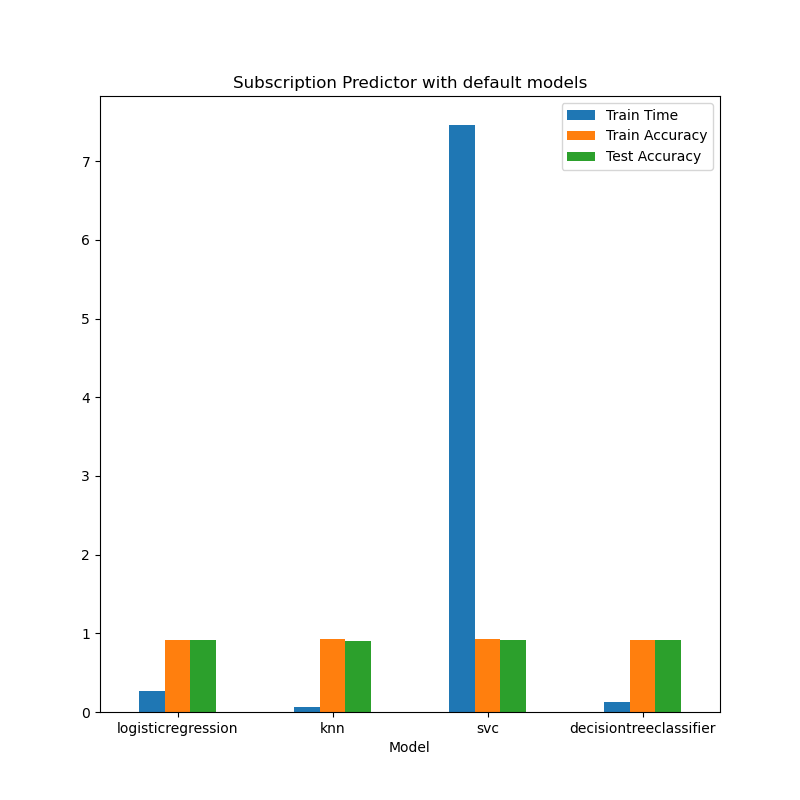 Subscription Predictor with default models
Train Time
Train Accuracy
Test Accuracy
7
6
5
4
3
2
1
0
logisticregression knn svc decisiontreeclassifier
Model